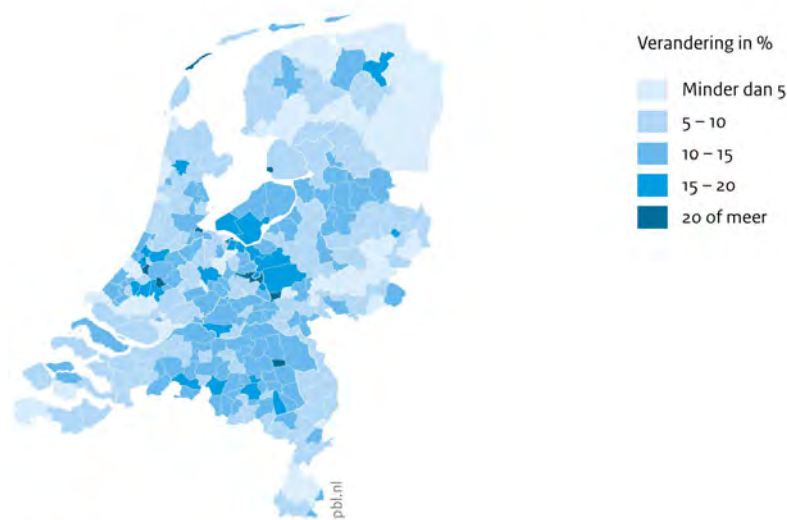 Verandering in %
Minder dan 5
5 – 10
10 – 15
15 – 20
20 of meer
pbl.nl